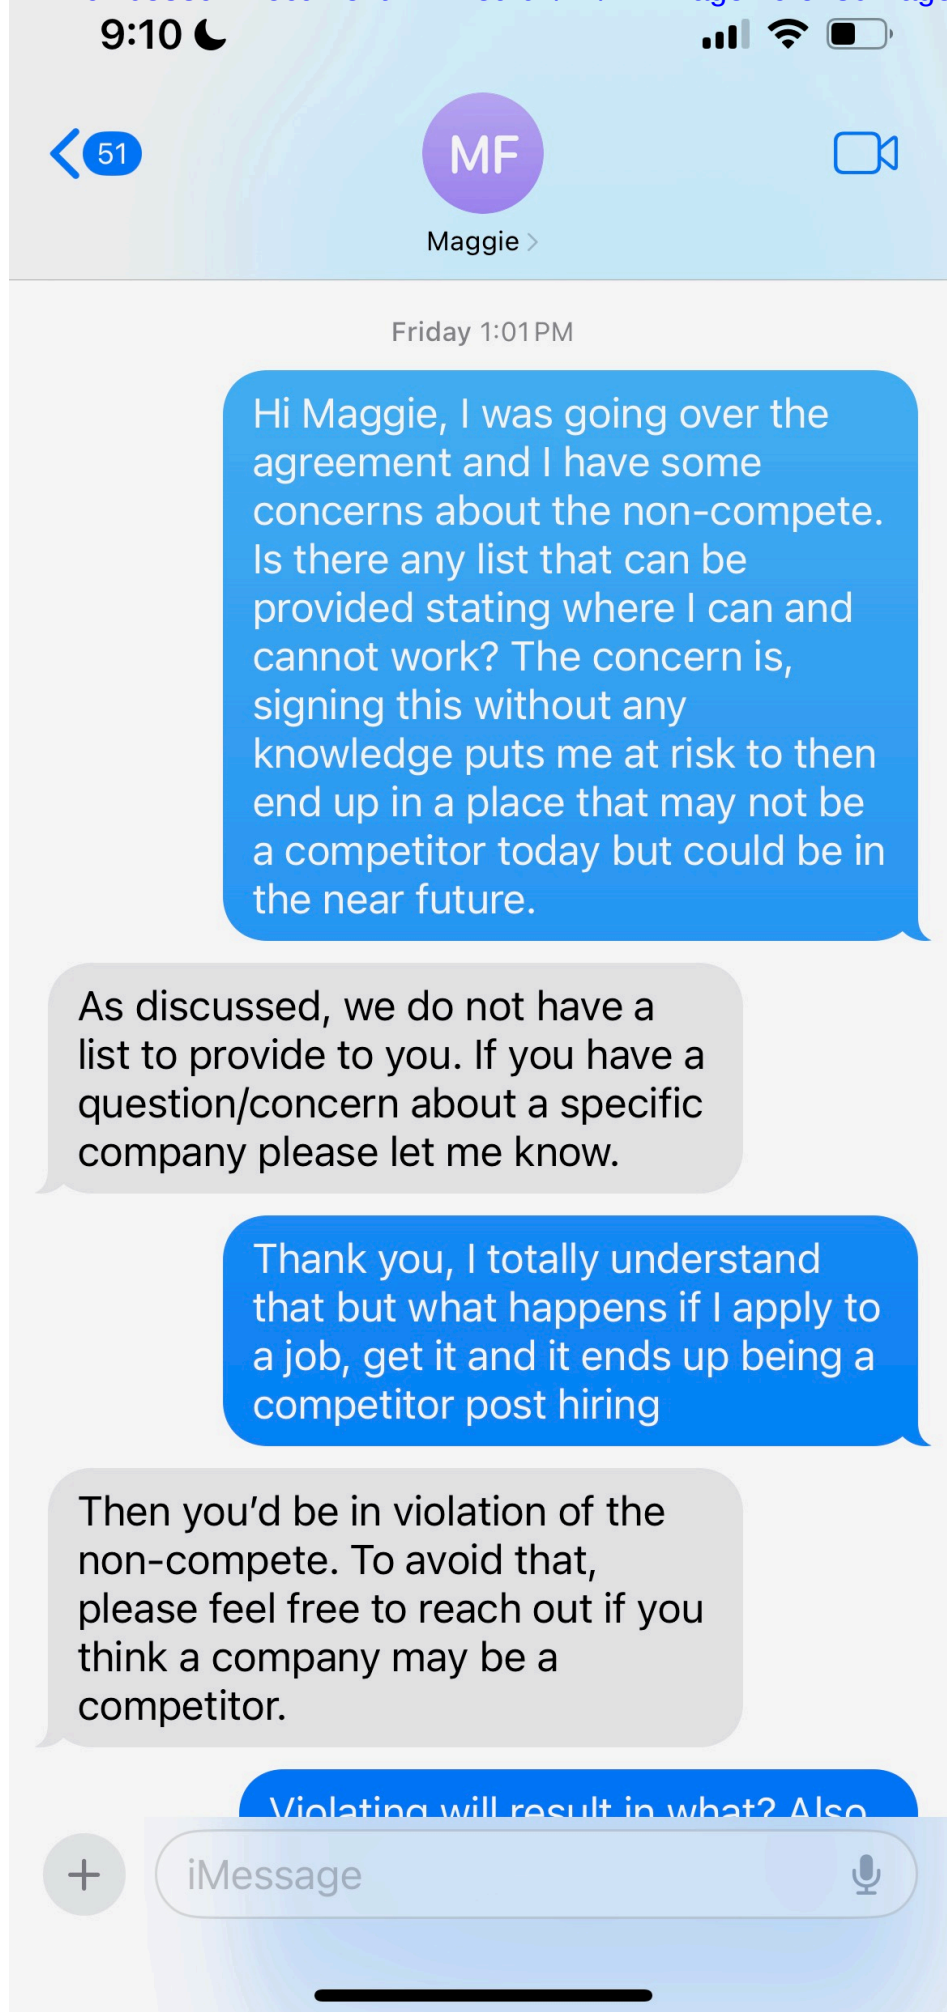 9:10
51
MF
Maggie
Friday 1:01 PM
Hi Maggie, I was going over the
agreement and I have some
concerns about the non-compete.
Is there any list that can be
provided stating where I can and
cannot work? The concern is,
signing this without any
knowledge puts me at risk to then
end up in a place that may not be
a competitor today but could be in
the near future.
As discussed, we do not have a
list to provide to you. If you have a
question/concern about a specific
company please let me know.
Thank you, I totally understand
that but what happens if I apply to
a job, get it and it ends up being a
competitor post hiring
Then you’d be in violation of the
non-compete. To avoid that,
please feel free to reach out if you
think a company may be a
competitor.
Violating will result in what? Also
iMessage